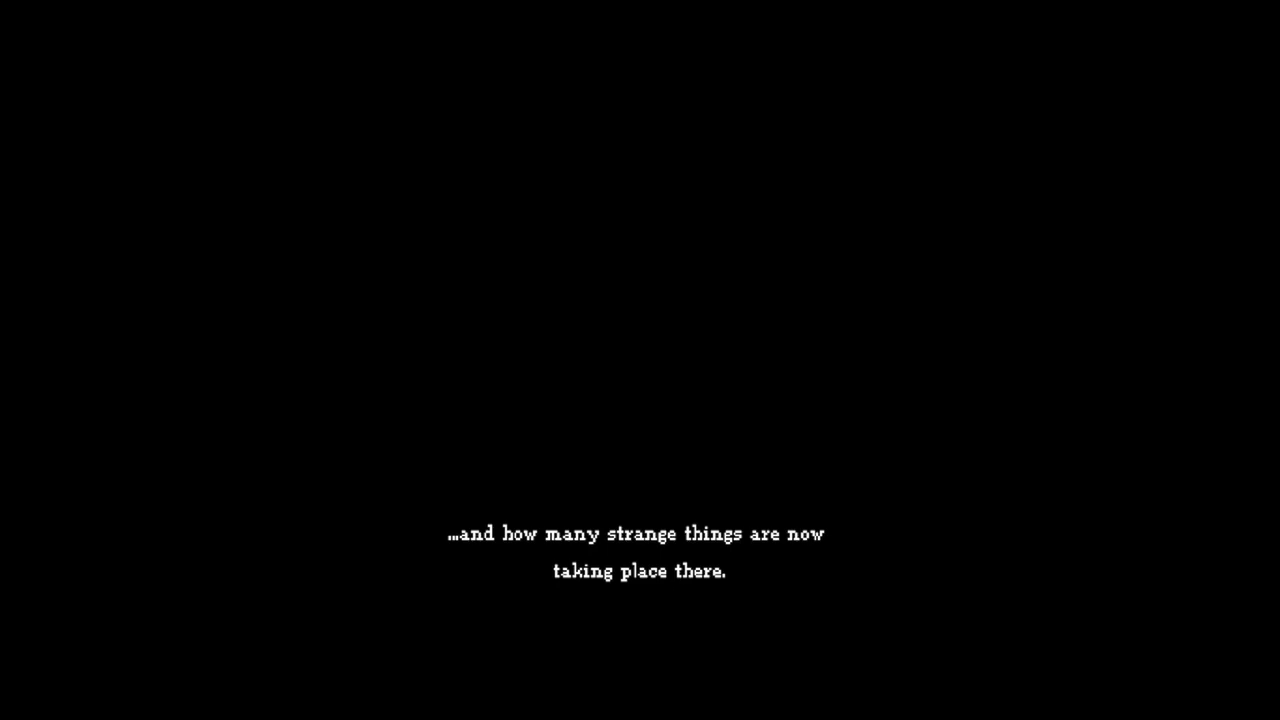 ...and how many strange things are now
taking place there.